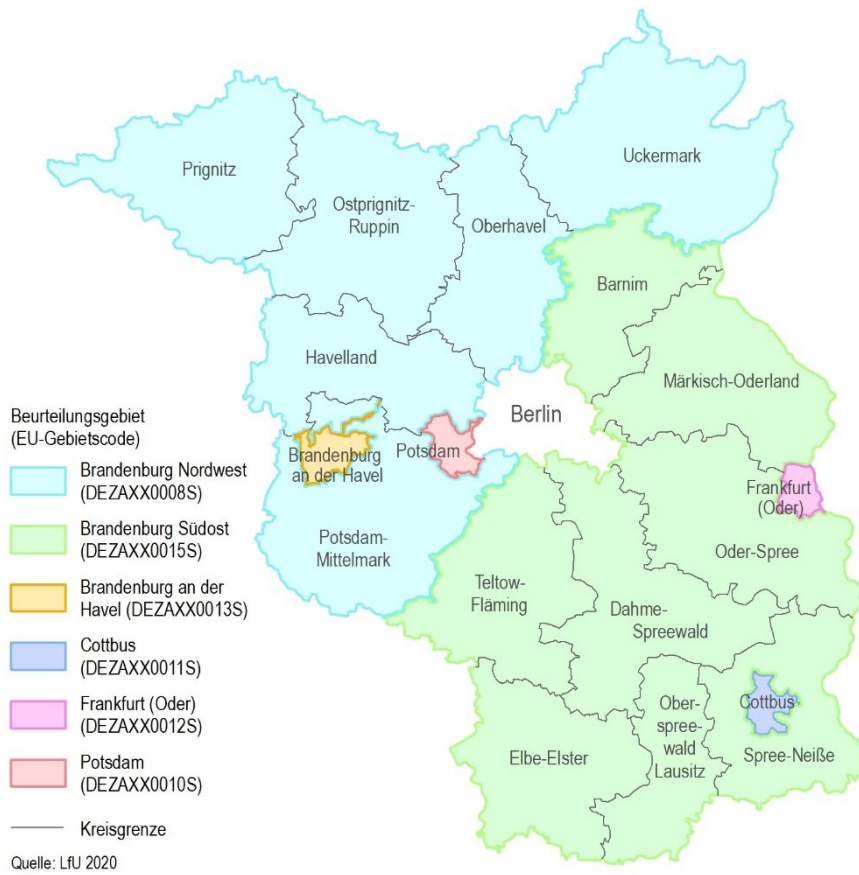 Prignitz
Ostprignitz-
Ruppin
Oberhavel
Uckermark
Barnim
Havelland
Märkisch-Oderland
Berlin
Brandenburg
an der Havel
Potsdam
Frankfurt
(Oder)
Potsdam-
Mittelmark
Oder-Spree
Teltow-
Fläming
Dahme-
Spreewald
Cottbus
Ober-
spree-
wald
Lausitz
Elbe-Elster
Spree-Neiße
Beurteilungsgebiet
(EU-Gebietscode)
Brandenburg Nordwest
(DEZAXX0008S)
Brandenburg Südost
(DEZAXX0015S)
Brandenburg an der
Havel (DEZAXX0013S)
Cottbus
(DEZAXX0011S)
Frankfurt (Oder)
(DEZAXX0012S)
Potsdam
(DEZAXX0010S)
Kreisgrenze
Quelle: LfU 2020